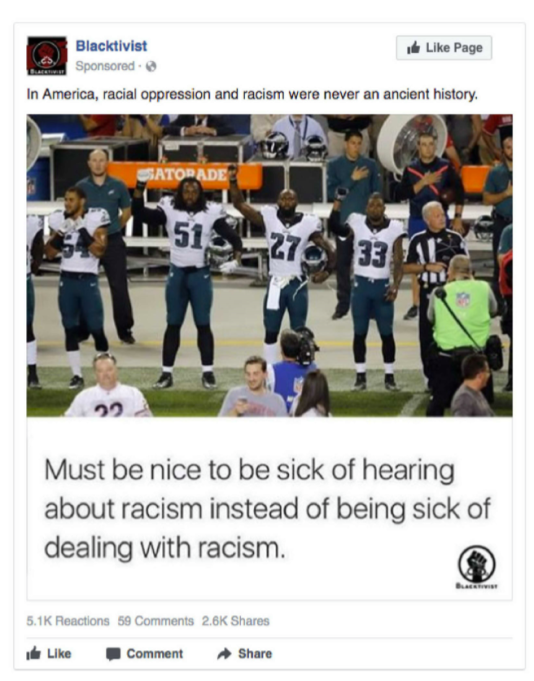 BLACKTIVIST
Blacktivist
Sponsored ·
Like Page
In America, racial oppression and racism were never an ancient history.
GATORADE
54
51
27
33
22
Must be nice to be sick of hearing
about racism instead of being sick of
dealing with racism.
BLACKTIVIST
5.1K Reactions 59 Comments 2.6K Shares
Like Comment Share